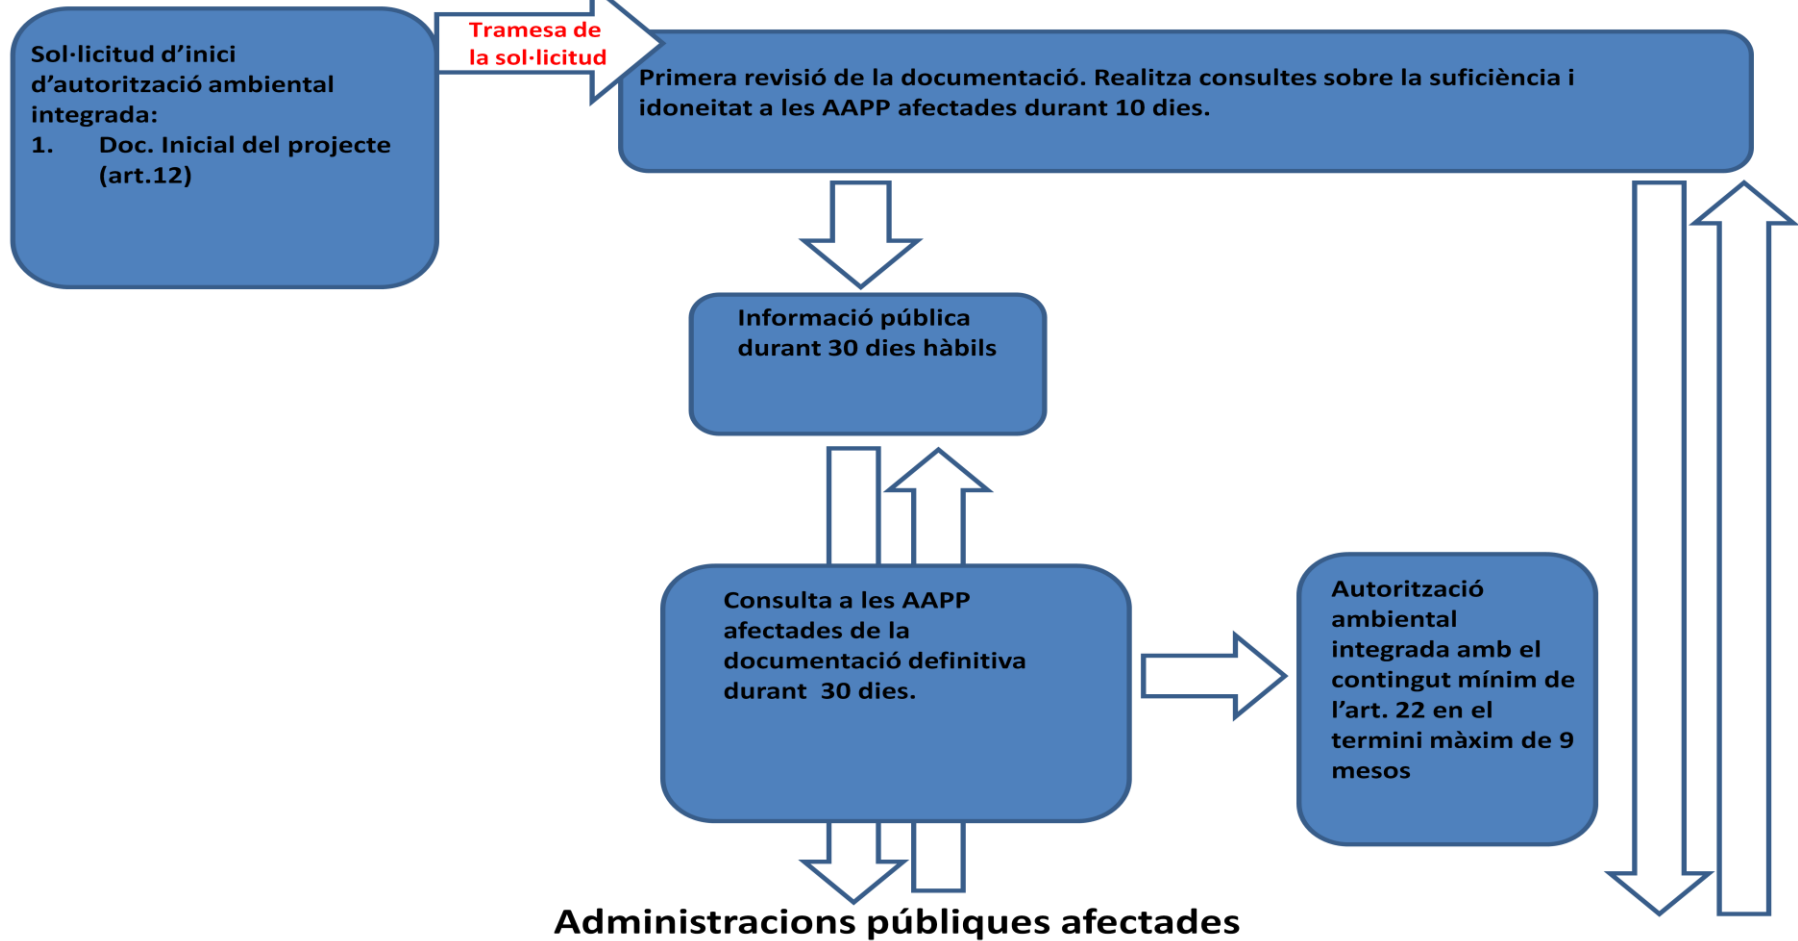 Sol·licitud d’inici
d’autorització ambiental
integrada:
1. Doc. Inicial del projecte
(art.12)
Tramesa de
la sol·licitud
Primera revisió de la documentació. Realitza consultes sobre la suficiència i
idoneitat a les AAPP afectades durant 10 dies.
Informació pública
durant 30 dies hàbils
Consulta a les AAPP
afectades de la
documentació definitiva
durant  30 dies.
Autorització
ambiental
integrada amb el
contingut mínim de
l’art. 22 en el
termini màxim de 9
mesos
Administracions públiques afectades